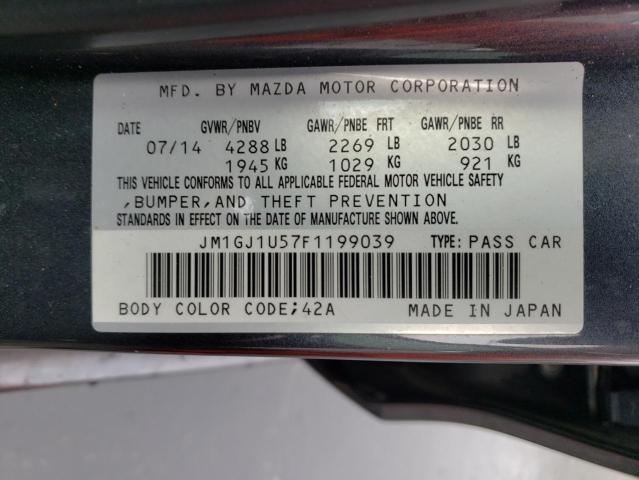 MFD. BY MAZDA MOTOR CORPORATION
DATE GVWR/PNBV GAWR/PNBE FRT GAWR/PNBE RR
07/14 4288 LB 2269 LB 2030 LB
1945 KG 1029 KG 921 KG
THIS VEHICLE CONFORMS TO ALL APPLICABLE FEDERAL MOTOR VEHICLE SAFETY
,BUMPER,AND THEFT PREVENTION
STANDARDS IN EFFECT ON THE DATE OF MANUFACTURE SHOWN ABOVE.
JM1GJ1U57F1199039 TYPE: PASS CAR
BODY COLOR CODE;42A MADE IN JAPAN